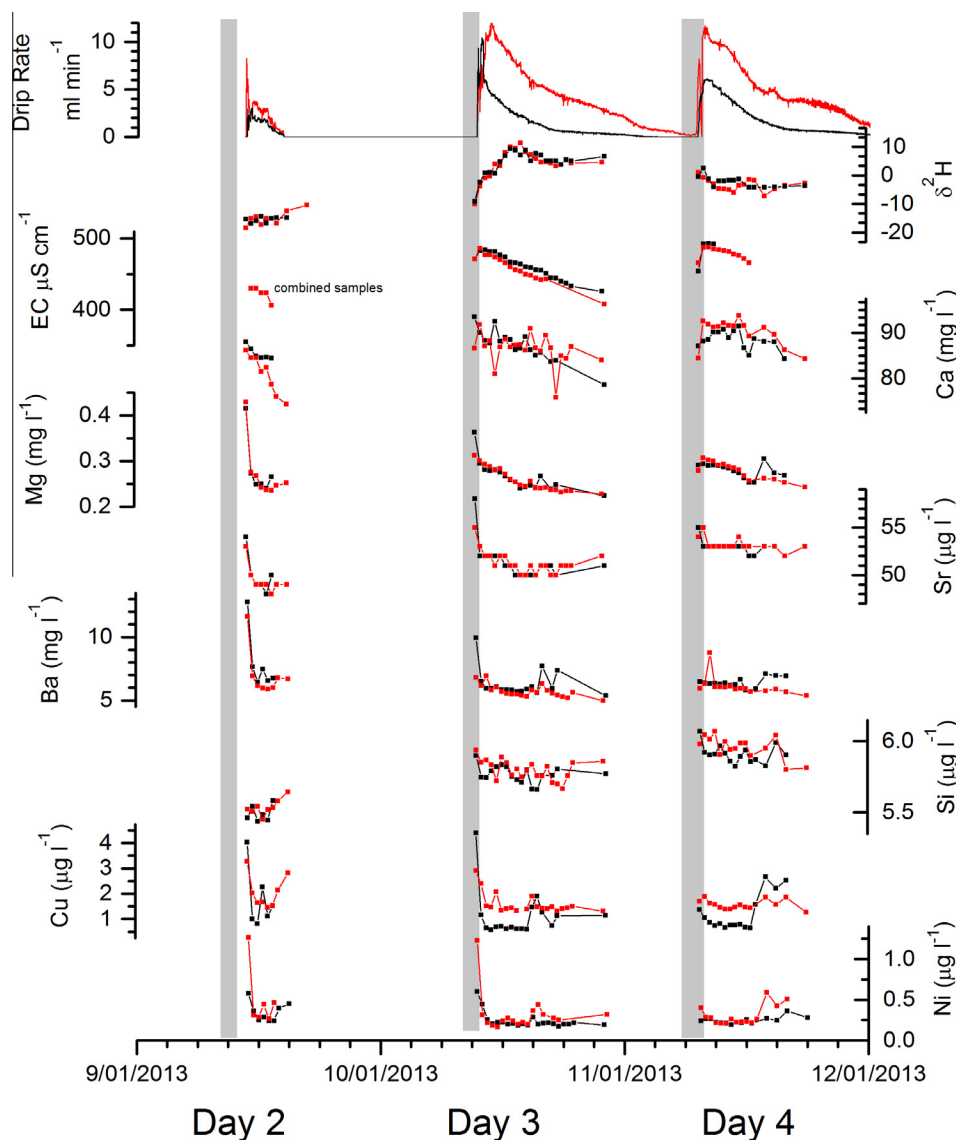 Drip Rate
ml min⁻¹
10
5
0
10
0
-10
-20
δ²H
EC µS cm⁻¹
500
400
combined samples
90
80
Ca (mg l⁻¹)
Mg (mg l⁻¹)
0.4
0.3
0.2
55
50
Sr (µg l⁻¹)
Ba (mg l⁻¹)
10
5
6.0
5.5
Si (µg l⁻¹)
Cu (µg l⁻¹)
4
3
2
1
1.0
0.5
0.0
Ni (µg l⁻¹)
9/01/2013 10/01/2013 11/01/2013 12/01/2013
Day 2 Day 3 Day 4